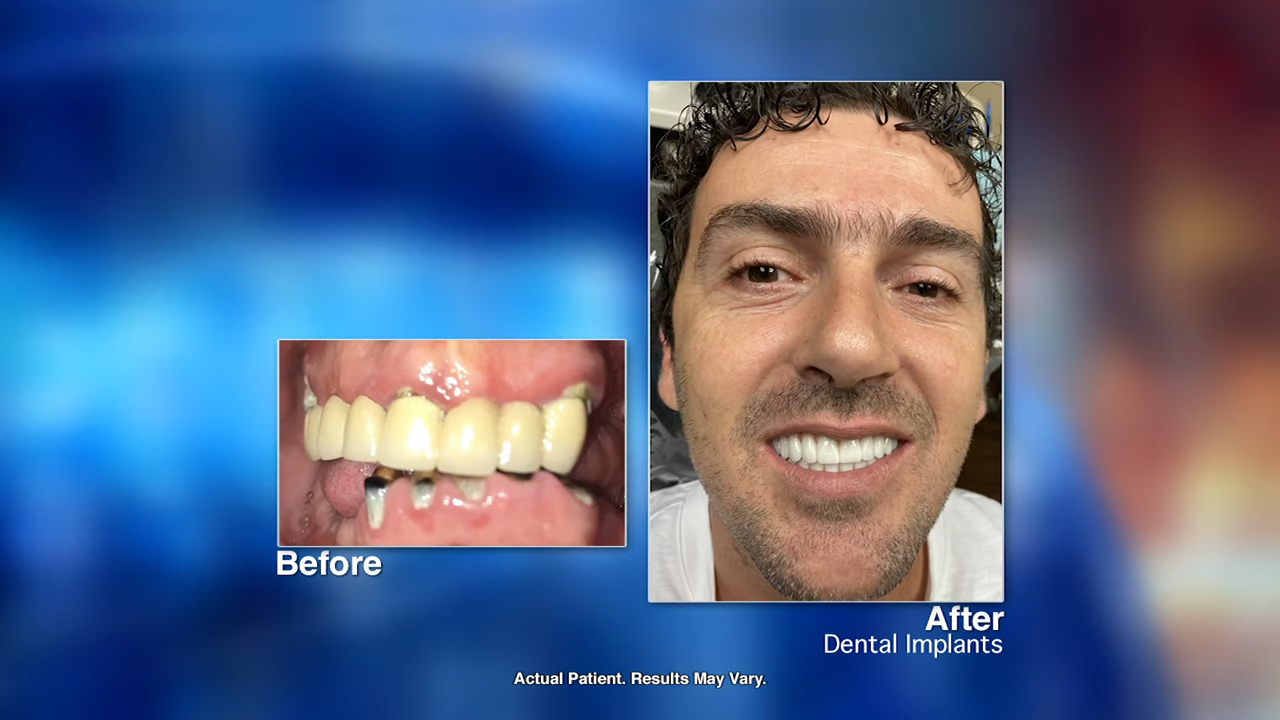 Before
After
Dental Implants
Actual Patient. Results May Vary.